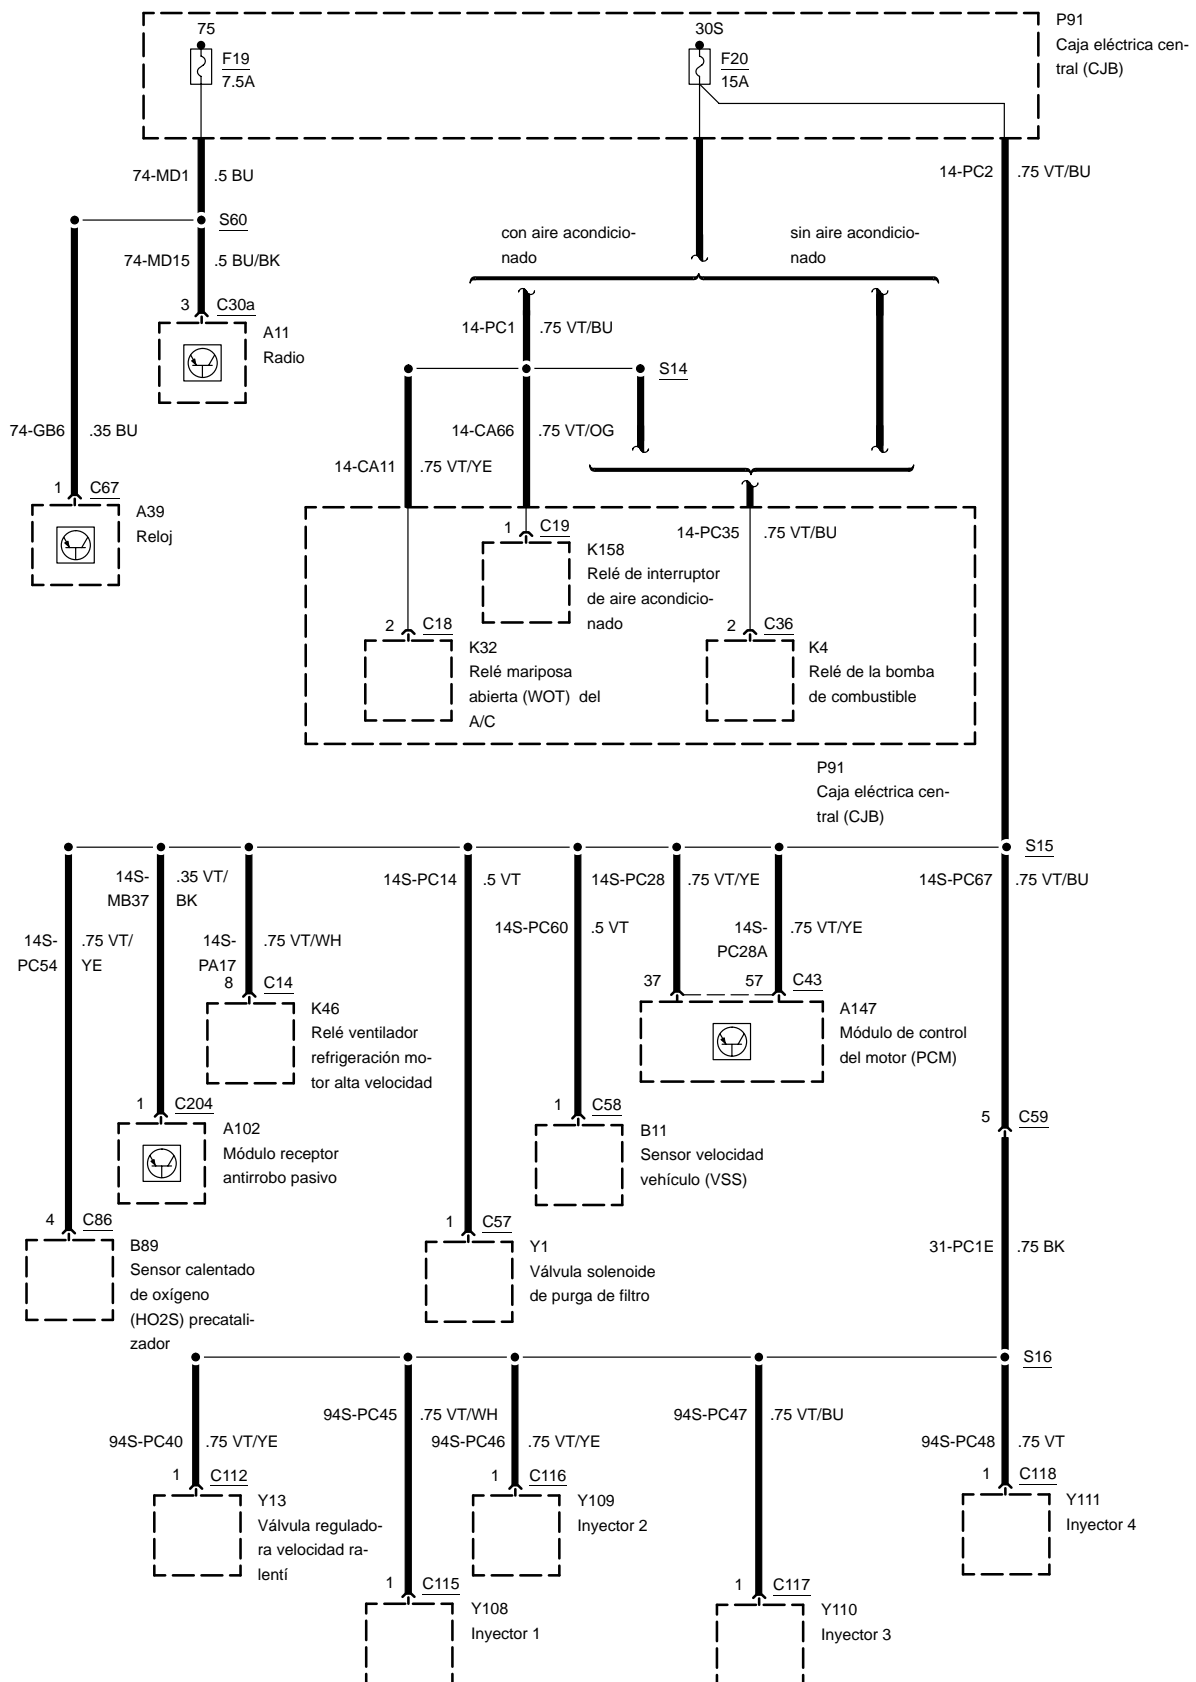 75
30S
P91
Caja eléctrica cen-
tral (CJB)
F19
7.5A
F20
15A
74-MD1 .5 BU
14-PC2 .75 VT/BU
S60
con aire acondicio-
nado
sin aire acondicio-
nado
74-MD15 .5 BU/BK
3 C30a
A11
Radio
14-PC1 .75 VT/BU
S14
74-GB6 .35 BU
14-CA66 .75 VT/OG
14-CA11 .75 VT/YE
1 C67
A39
Reloj
1 C19
14-PC35 .75 VT/BU
K158
Relé de interruptor
de aire acondicio-
nado
2 C18
K32
Relé mariposa
abierta (WOT) del
A/C
2 C36
K4
Relé de la bomba
de combustible
P91
Caja eléctrica cen-
tral (CJB)
S15
14S-
MB37
.35 VT/
BK
14S-PC14 .5 VT
14S-PC28 .75 VT/YE
14S-PC67 .75 VT/BU
14S-
PC54
.75 VT/
YE
14S-
PA17
.75 VT/WH
14S-PC60 .5 VT
14S-
PC28A
.75 VT/YE
8 C14
K46
Relé ventilador
refrigeración mo-
tor alta velocidad
37
57 C43
A147
Módulo de control
del motor (PCM)
1 C204
A102
Módulo receptor
antirrobo pasivo
1 C58
B11
Sensor velocidad
vehículo (VSS)
5 C59
4 C86
B89
Sensor calentado
de oxígeno
(HO2S) precatali-
zador
1 C57
Y1
Válvula solenoide
de purga de filtro
31-PC1E .75 BK
S16
94S-PC45 .75 VT/WH
94S-PC47 .75 VT/BU
94S-PC40 .75 VT/YE
94S-PC46 .75 VT/YE
94S-PC48 .75 VT
1 C112
Y13
Válvula regulado-
ra velocidad ra-
lentí
1 C116
Y109
Inyector 2
1 C118
Y111
Inyector 4
1 C115
Y108
Inyector 1
1 C117
Y110
Inyector 3